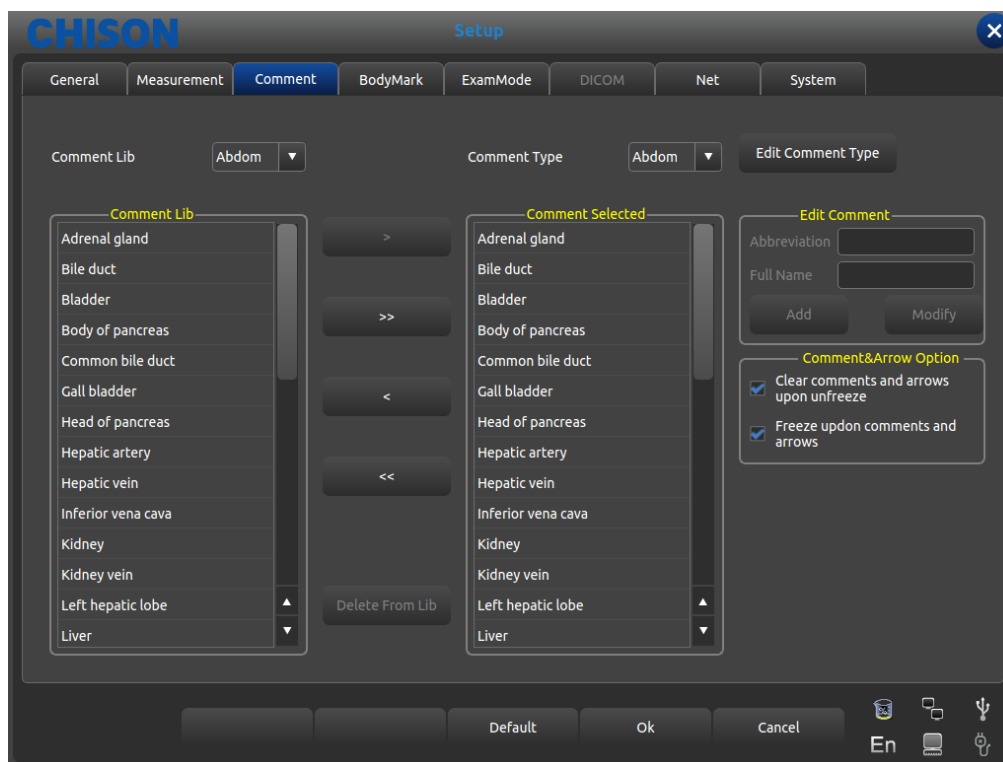 CHISON
Setup
General Measurement Comment BodyMark ExamMode DICOM Net System
Comment Lib Abdom Comment Type Abdom Edit Comment Type
Comment Lib
Adrenal gland
Bile duct
Bladder
Body of pancreas
Common bile duct
Gall bladder
Head of pancreas
Hepatic artery
Hepatic vein
Inferior vena cava
Kidney
Kidney vein
Left hepatic lobe
Liver
>
>>
<
<<
Delete From Lib
Comment Selected
Adrenal gland
Bile duct
Bladder
Body of pancreas
Common bile duct
Gall bladder
Head of pancreas
Hepatic artery
Hepatic vein
Inferior vena cava
Kidney
Kidney vein
Left hepatic lobe
Liver
Edit Comment
Abbreviation
Full Name
Add Modify
Comment&Arrow Option
Clear comments and arrows
upon unfreeze
Freeze updon comments and
arrows
Default Ok Cancel
En